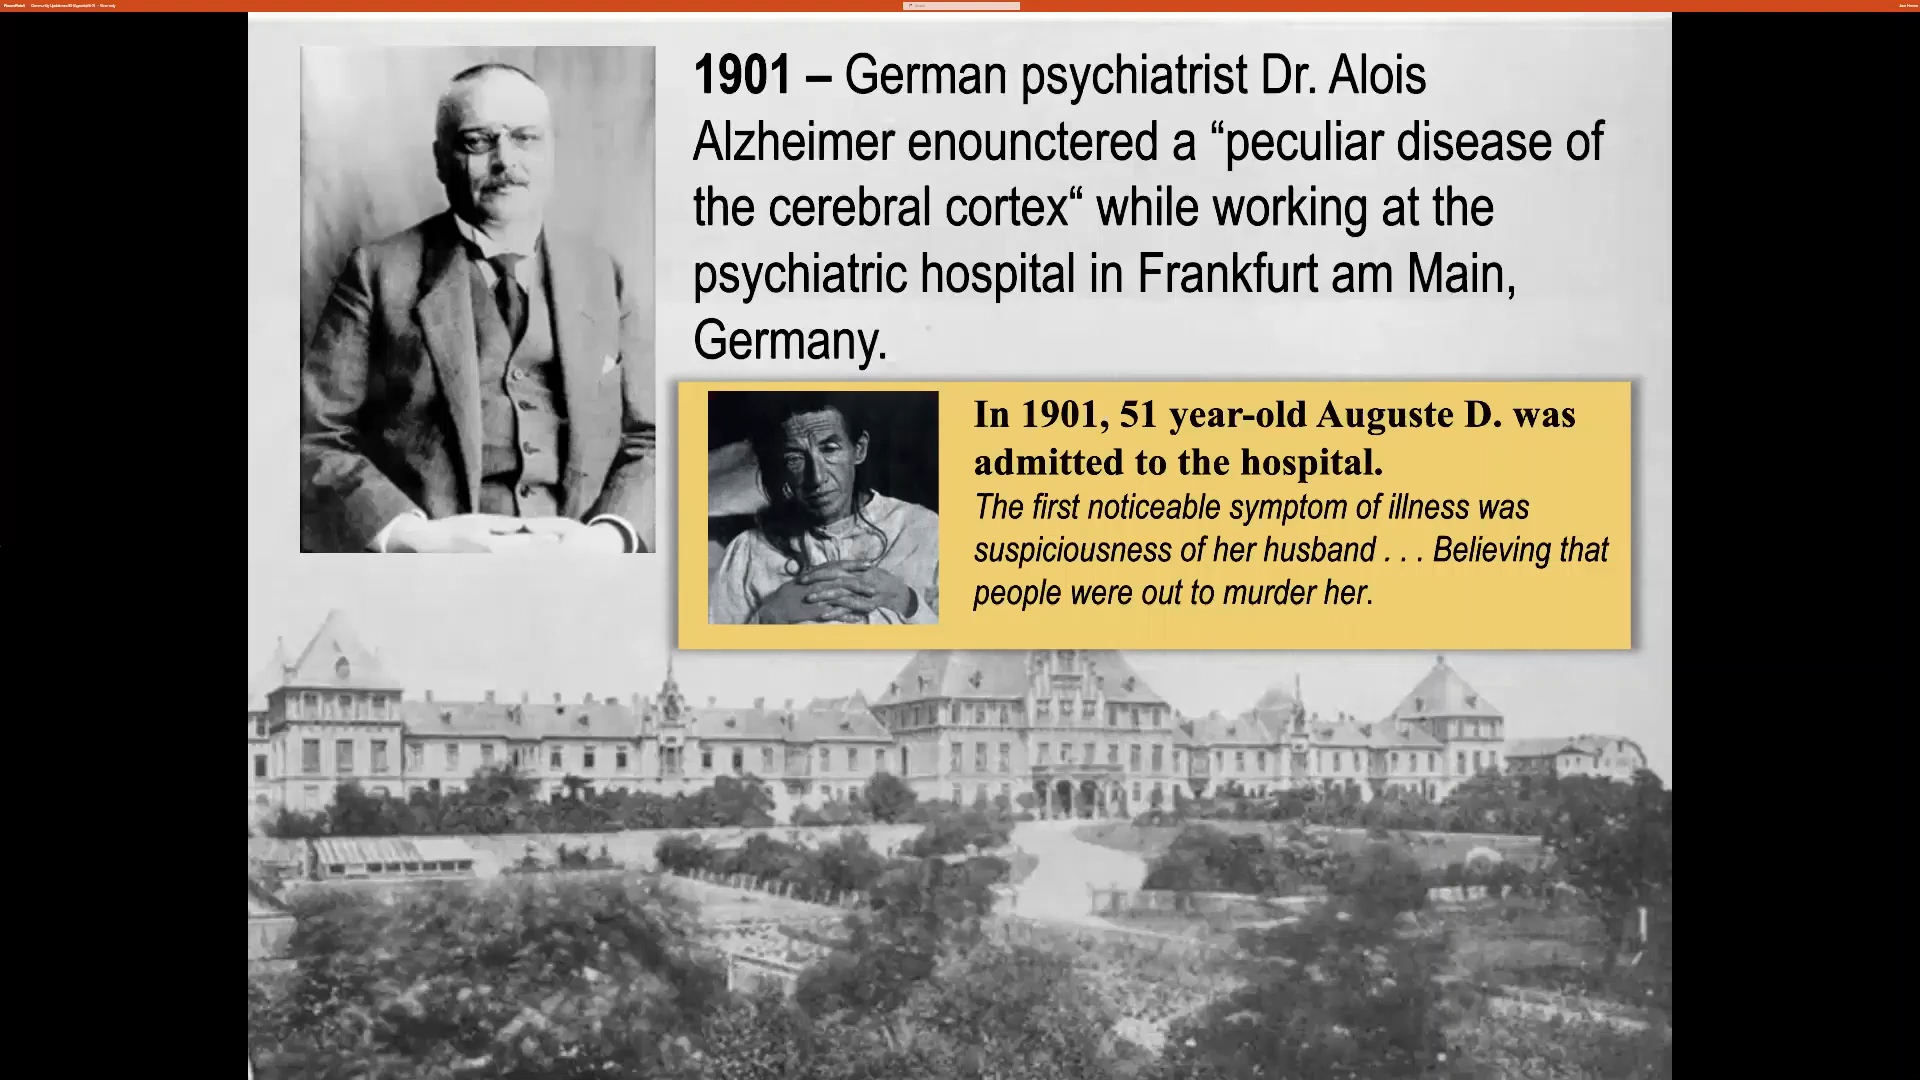 1901 – German psychiatrist Dr. Alois
Alzheimer enounctered a “peculiar disease of
the cerebral cortex“ while working at the
psychiatric hospital in Frankfurt am Main,
Germany.
In 1901, 51 year-old Auguste D. was
admitted to the hospital.
The first noticeable symptom of illness was
suspiciousness of her husband . . . Believing that
people were out to murder her.